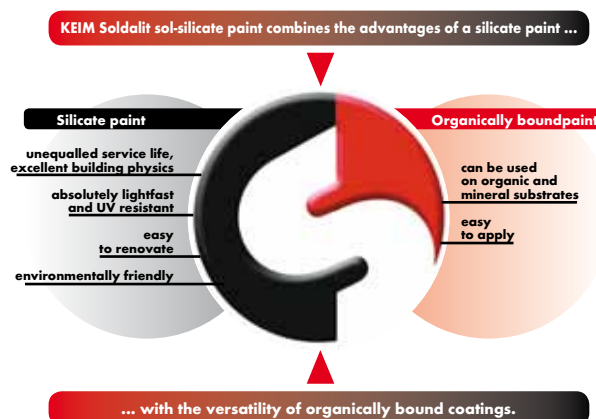 KEIM Soldalit sol-silicate paint combines the advantages of a silicate paint ...
Silicate paint
unequalled service life,
excellent building physics
absolutely lightfast
and UV resistant
easy
to renovate
environmentally friendly
Organically boundpaint
can be used
on organic and
mineral substrates
easy
to apply
... with the versatility of organically bound coatings.